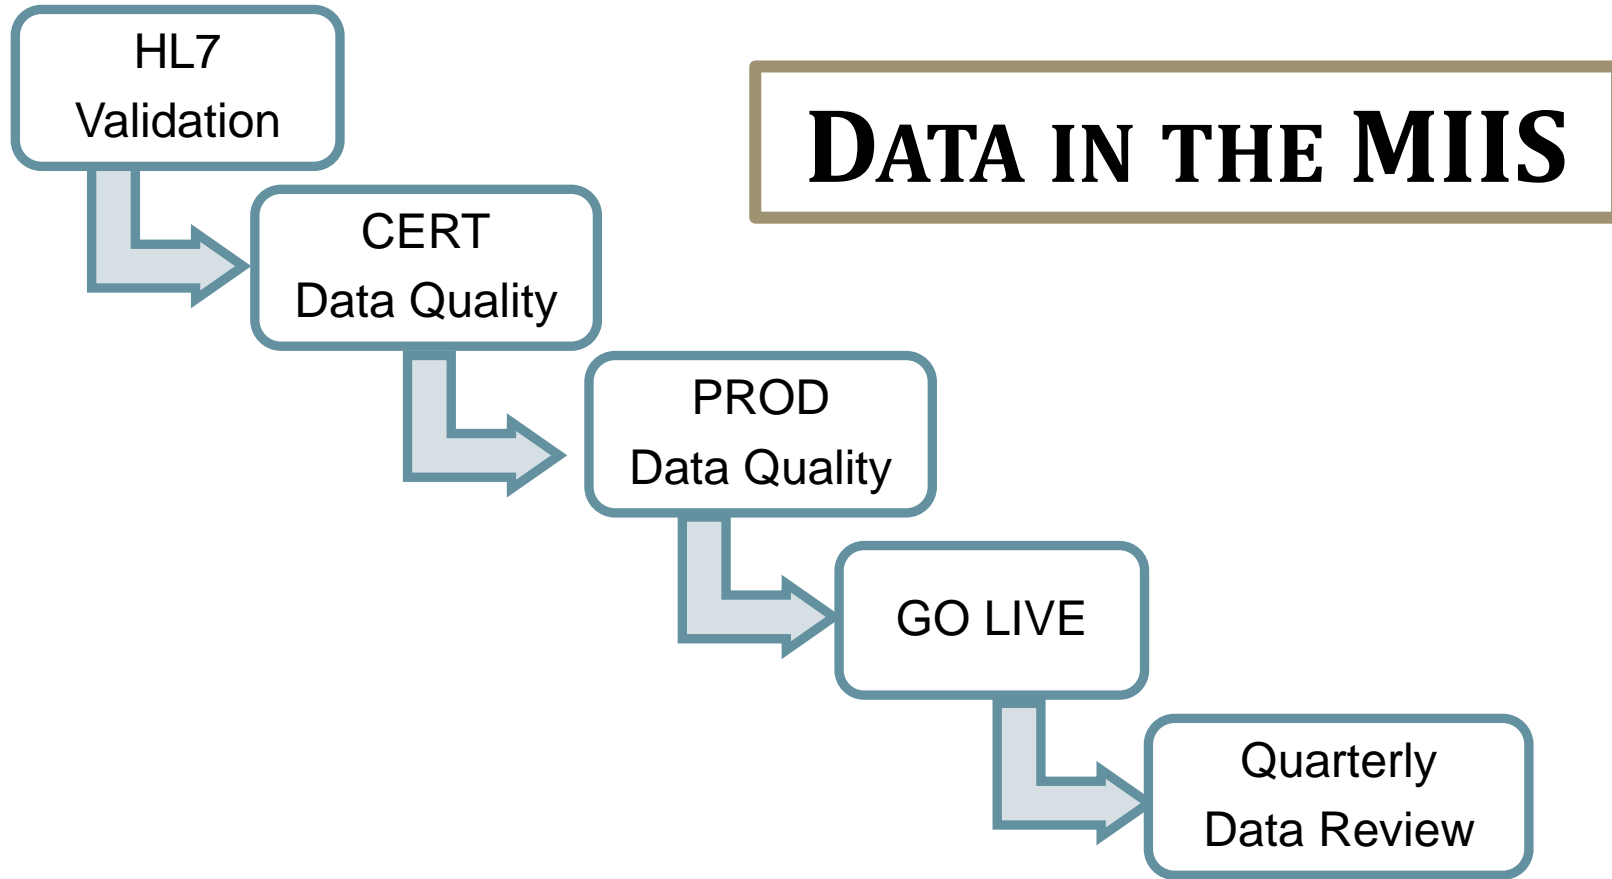 HL7
Validation
DATA IN THE MIIS
CERT
Data Quality
PROD
Data Quality
GO LIVE
Quarterly
Data Review